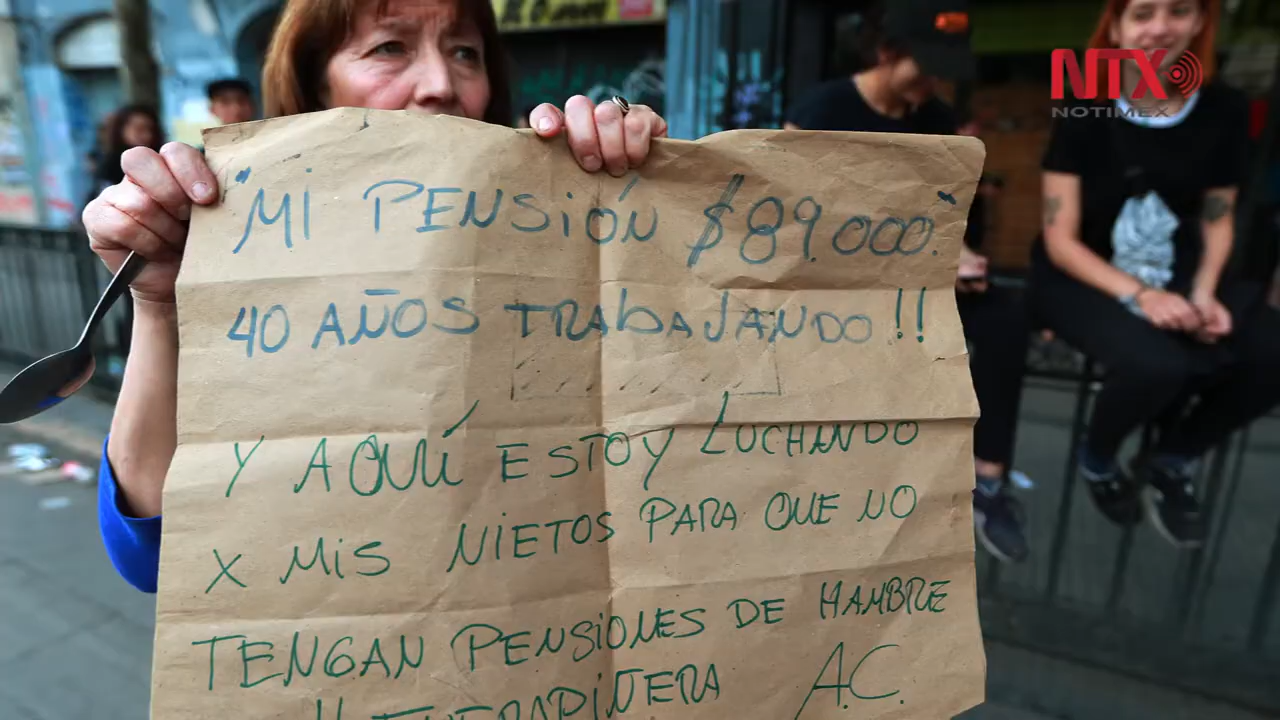 NTX
NOTIMEX
"MI PENSIÓN $89.000."
40 AÑOS TRABAJANDO!!
Y AQUÍ ESTOY LUCHANDO
X MIS NIETOS PARA QUE NO
TENGAN PENSIONES DE HAMBRE
FUERAPIÑERA A.C.